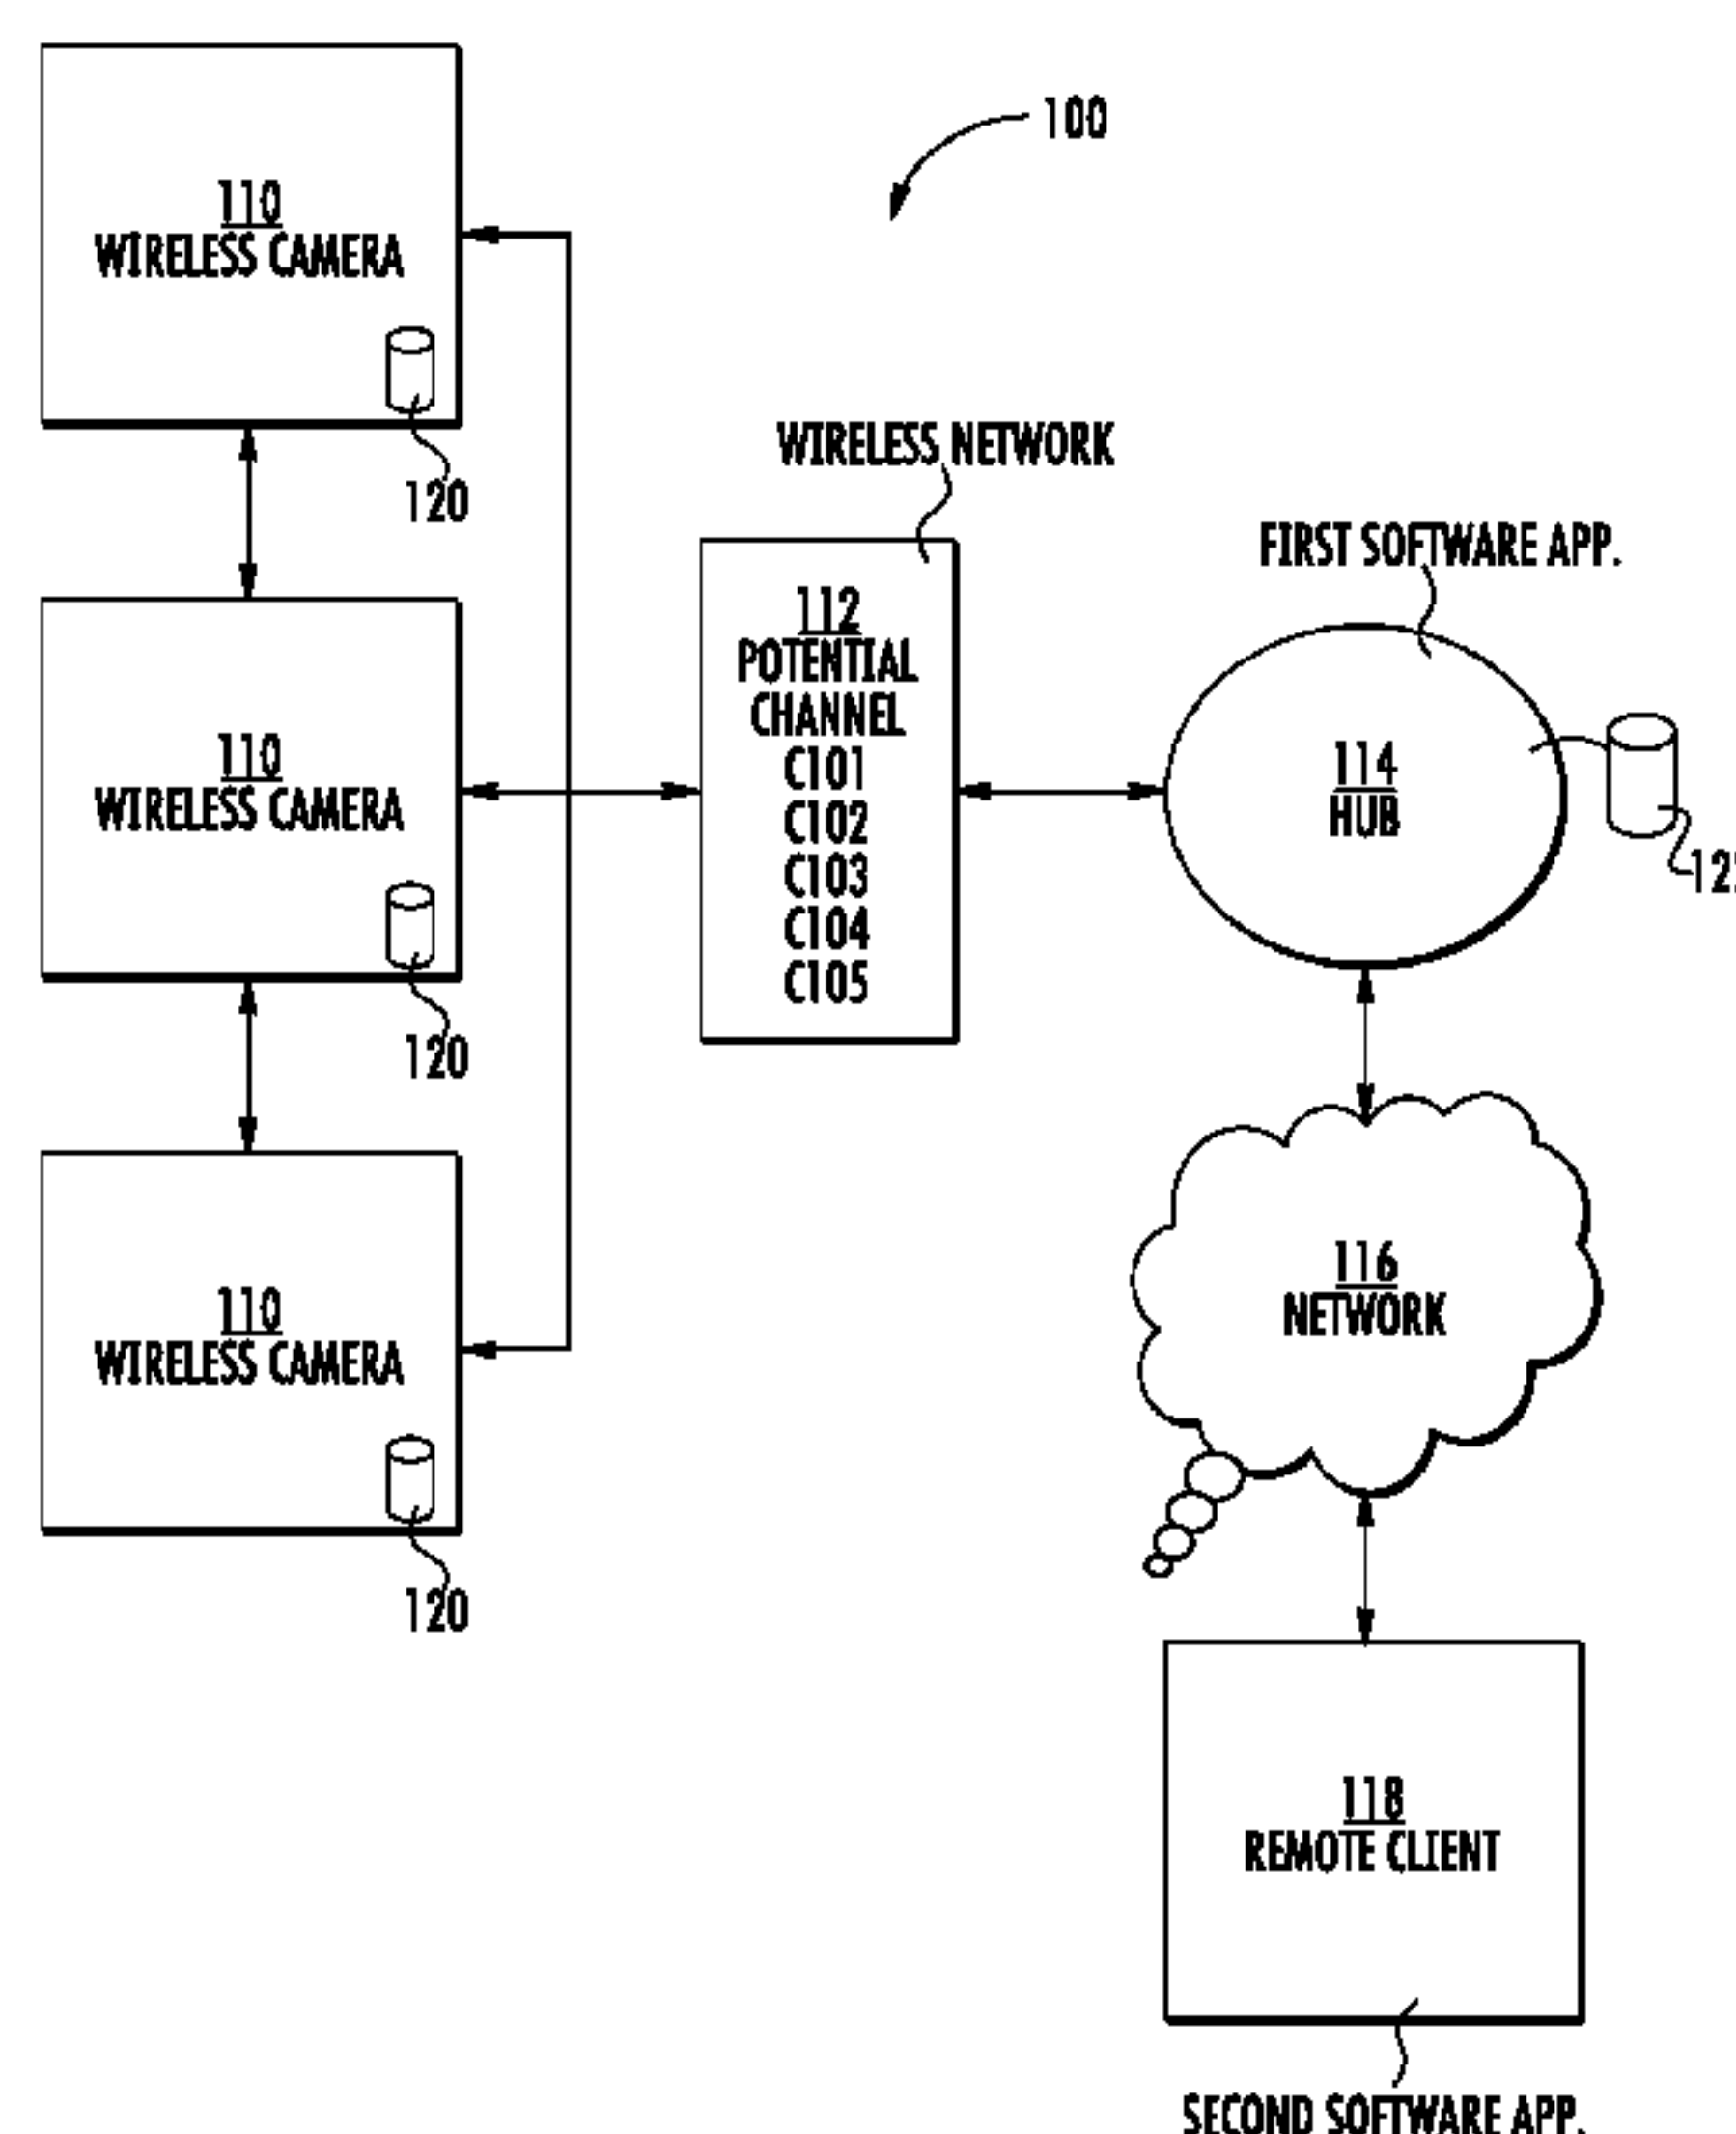 100
110
WIRELESS CAMERA
120
WIRELESS NETWORK
FIRST SOFTWARE APP.
112
POTENTIAL
CHANNEL
C101
C102
C103
C104
C105
110
WIRELESS CAMERA
120
114
HUB
116
NETWORK
110
WIRELESS CAMERA
120
118
REMOTE CLIENT
SECOND SOFTWARE APP.